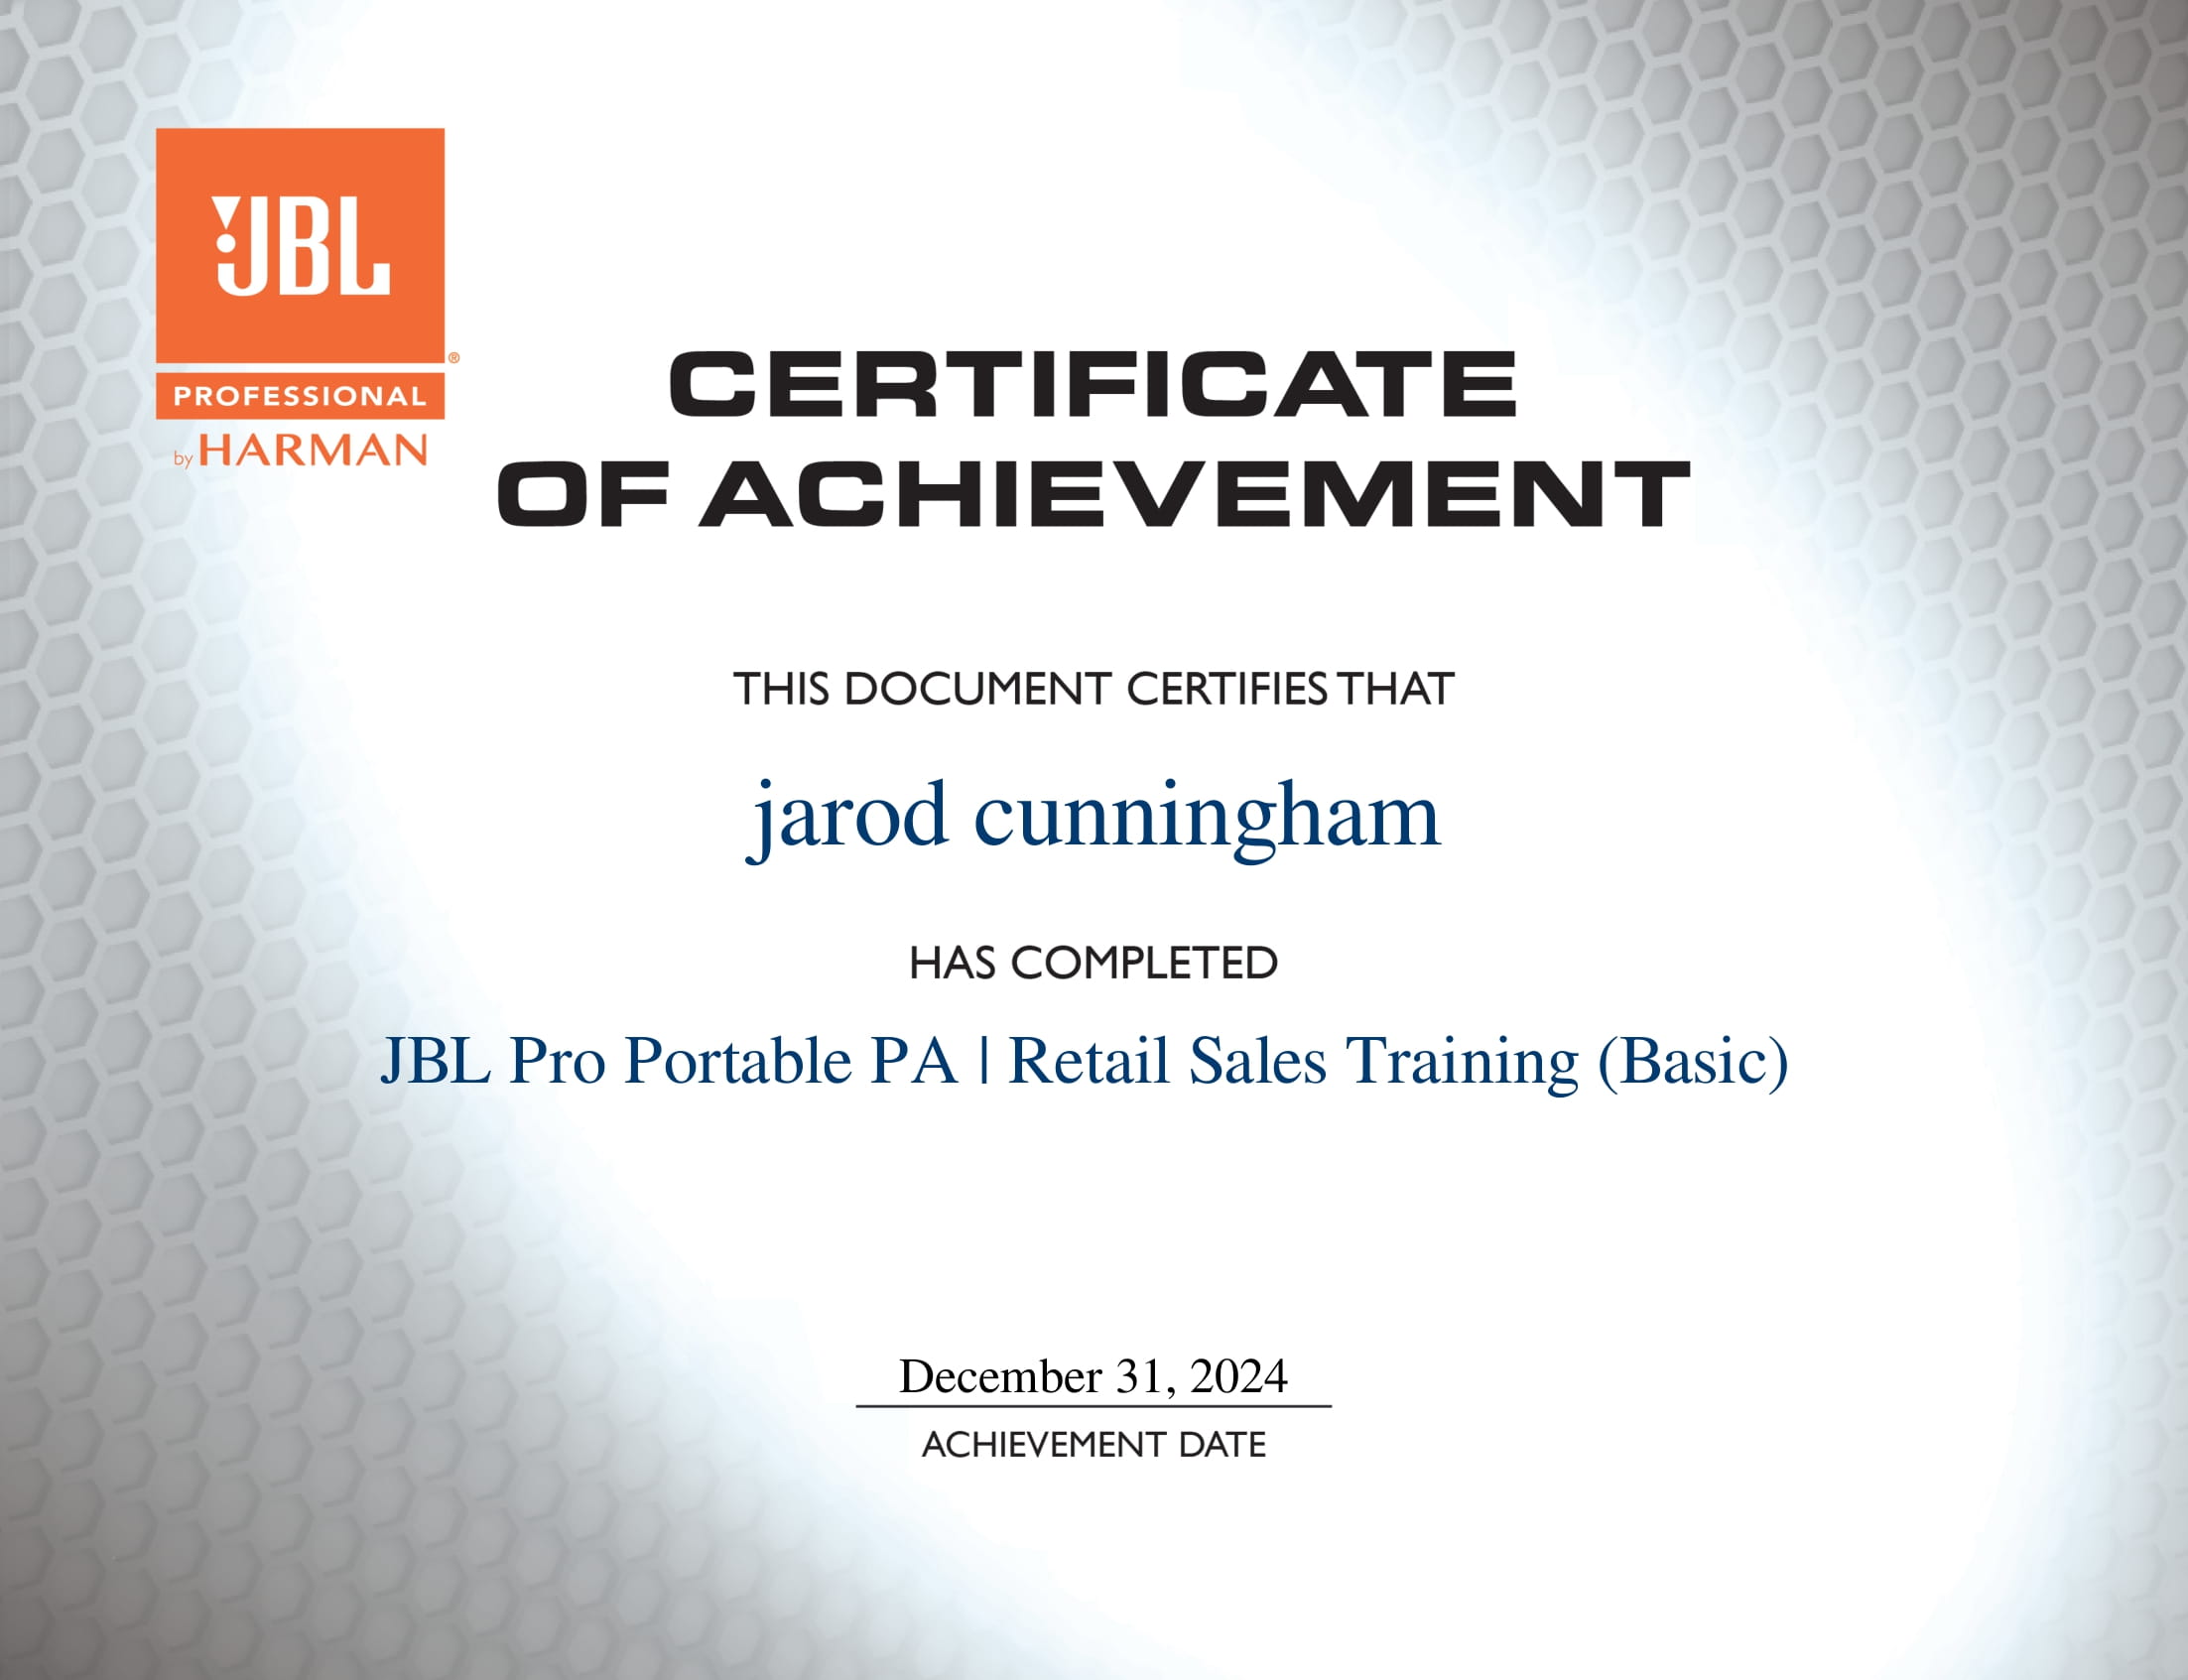 JBL
®
PROFESSIONAL
by HARMAN
CERTIFICATE
OF ACHIEVEMENT
THIS DOCUMENT CERTIFIES THAT
jarod cunningham
HAS COMPLETED
JBL Pro Portable PA | Retail Sales Training (Basic)
December 31, 2024
ACHIEVEMENT DATE